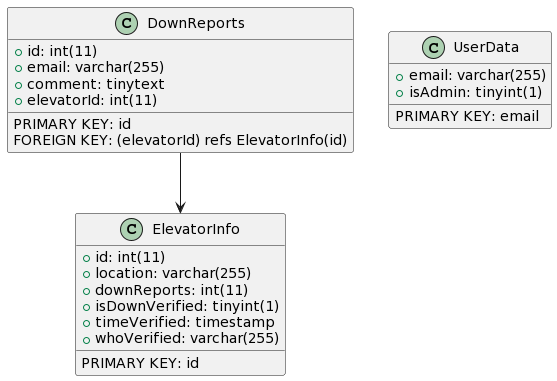 C DownReports
id: int(11)
email: varchar(255)
comment: tinytext
elevatorId: int(11)
PRIMARY KEY: id
FOREIGN KEY: (elevatorId) refs ElevatorInfo(id)
C UserData
email: varchar(255)
isAdmin: tinyint(1)
PRIMARY KEY: email
C ElevatorInfo
id: int(11)
location: varchar(255)
downReports: int(11)
isDownVerified: tinyint(1)
timeVerified: timestamp
whoVerified: varchar(255)
PRIMARY KEY: id